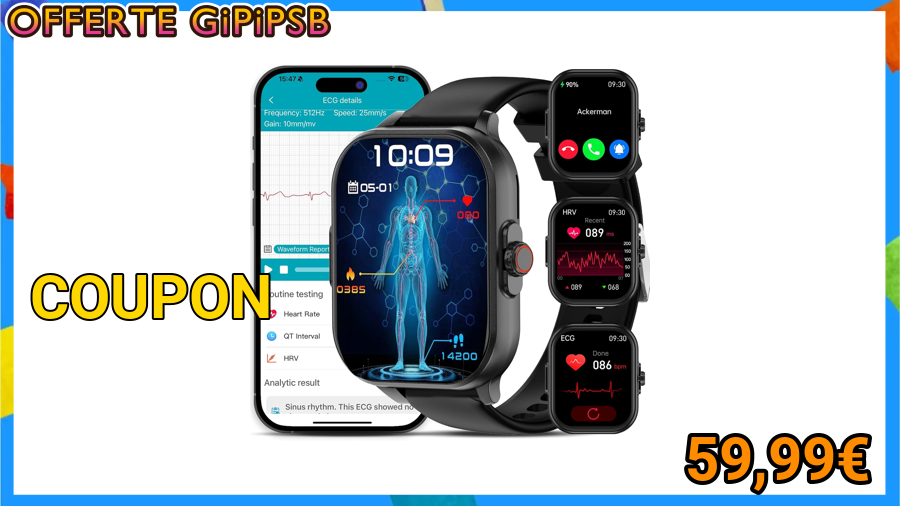 OFFERTE GiPiPSB
15:47
ECG details
Frequency: 512Hz Speed: 25mm/s
Gain: 10mm/mv
Waveform Report
COUPON
outine testing
Heart Rate
QT Interval
HRV
Analytic result
Sinus rhythm. This ECG showed no
10:09
05-01
080
0385
14200
90% 09:30
Ackerman
HRV 09:30
Recent
089 ms
200
150
100
50
089 068
ECG 09:30
Done
086 bpm
59,99€